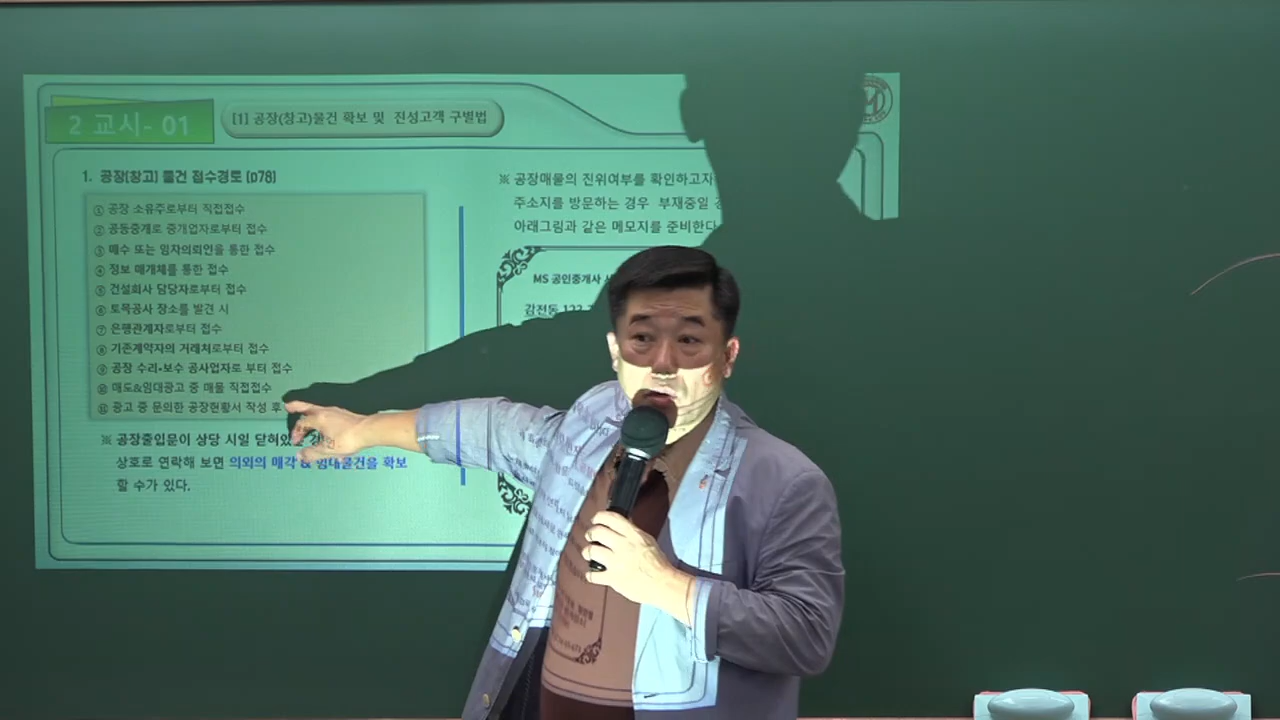 2 교시- 01
[1] 공장(창고)물건 확보 및 진성고객 구별법
1. 공장(창고) 물건 접수경로 (p78)
① 공장 소유주로부터 직접접수
② 공동중개로 중개업자로부터 접수
③ 매수 또는 임차의뢰인을 통한 접수
④ 정보 매개체를 통한 접수
⑤ 건설회사 담당자로부터 접수
⑥ 토목공사 장소를 발견 시
⑦ 은행관계자로부터 접수
⑧ 기존계약자의 거래처로부터 접수
⑨ 공장 수리•보수 공사업자로 부터 접수
⑩ 매도&임대광고 중 매물 직접접수
⑪ 광고 중 문의한 공장현황서 작성 후
※ 공장출입문이 상당 시일 닫혀있
상호로 연락해 보면 의외의 매각 & 임대물건을 확보
할 수가 있다.
※ 공장매물의 진위여부를 확인하고자
주소지를 방문하는 경우 부재중일
아래그림과 같은 메모지를 준비한다
MS 공인중개사
감전동